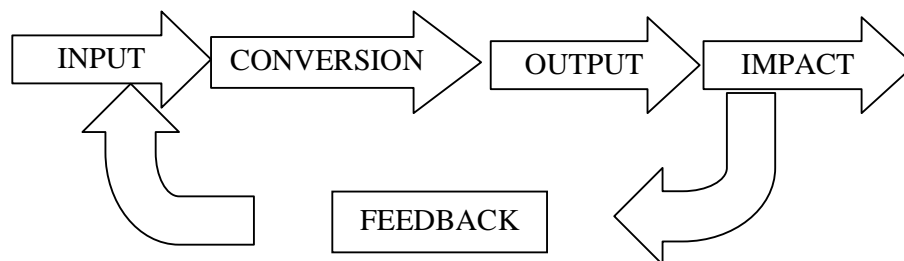 INPUT
CONVERSION
OUTPUT
IMPACT
FEEDBACK